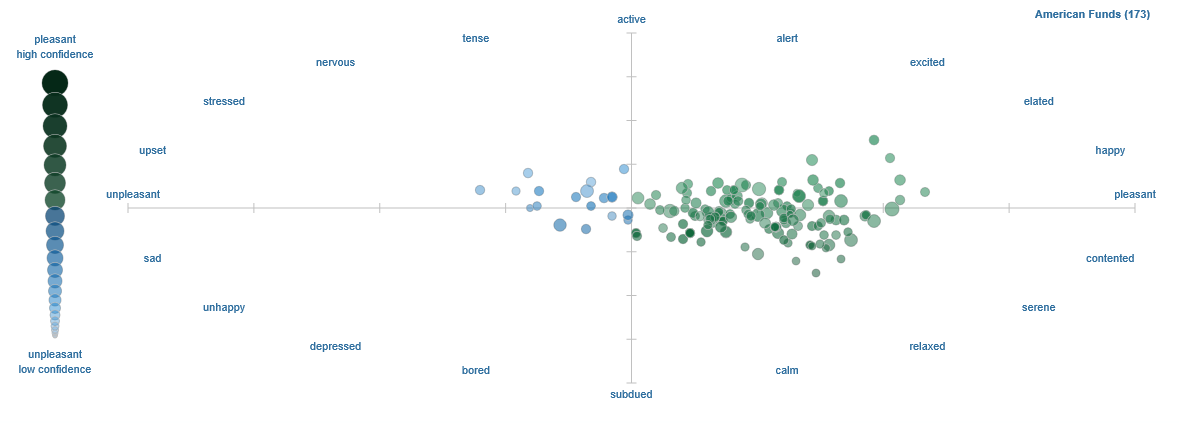 American Funds (173)
active
pleasant
high confidence
tense
alert
nervous
excited
stressed
elated
upset
happy
unpleasant
pleasant
sad
contented
unhappy
serene
depressed
relaxed
unpleasant
low confidence
bored
calm
subdued